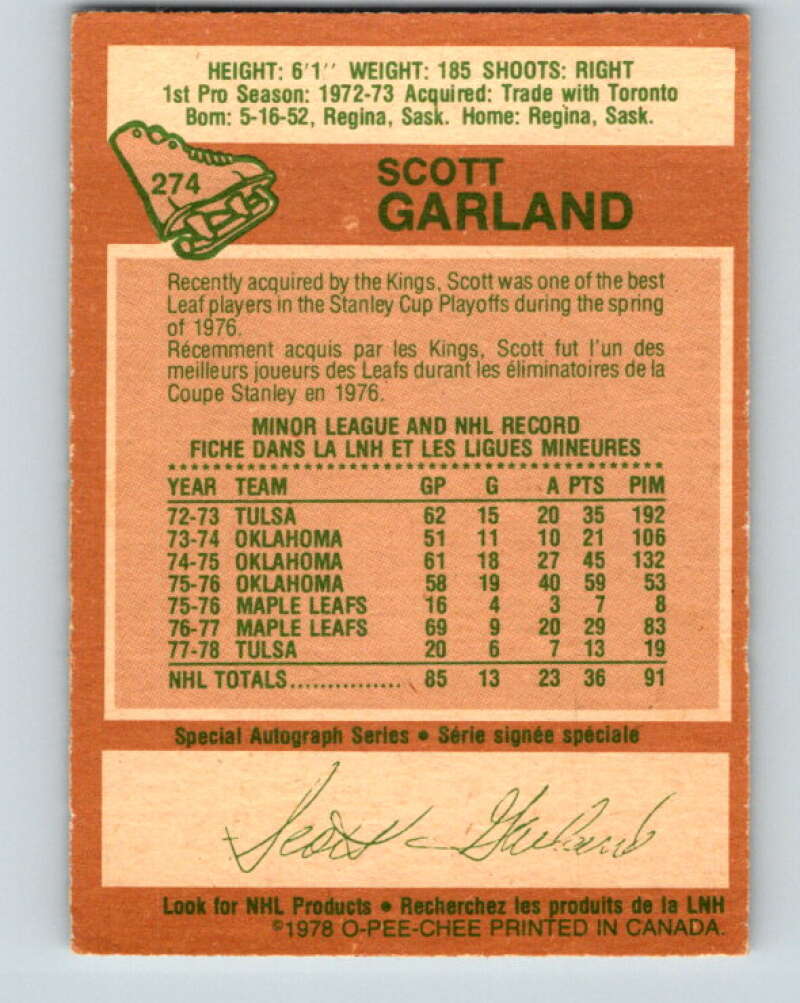 HEIGHT: 6'1'' WEIGHT: 185 SHOOTS: RIGHT
1st Pro Season: 1972-73 Acquired: Trade with Toronto
Born: 5-16-52, Regina, Sask. Home: Regina, Sask.
274
SCOTT
GARLAND
Recently acquired by the Kings, Scott was one of the best
Leaf players in the Stanley Cup Playoffs during the spring
of 1976.
Récemment acquis par les Kings, Scott fut l'un des
meilleurs joueurs des Leafs durant les éliminatoires de la
Coupe Stanley en 1976.
MINOR LEAGUE AND NHL RECORD
FICHE DANS LA LNH ET LES LIGUES MINEURES
YEAR TEAM GP G A PTS PIM
72-73 TULSA 62 15 20 35 192
73-74 OKLAHOMA 51 11 10 21 106
74-75 OKLAHOMA 61 18 27 45 132
75-76 OKLAHOMA 58 19 40 59 53
75-76 MAPLE LEAFS 16 4 3 7 8
76-77 MAPLE LEAFS 69 9 20 29 83
77-78 TULSA 20 6 7 13 19
NHL TOTALS............... 85 13 23 36 91
Special Autograph Series • Série signée spéciale
Scott Garland
Look for NHL Products • Recherchez les produits de la LNH
©1978 O-PEE-CHEE PRINTED IN CANADA.